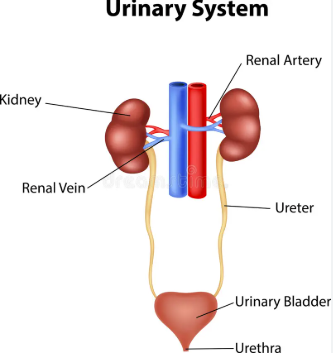 Urinary System
Renal Artery
Kidney
Renal Vein
Ureter
Urinary Bladder
Urethra